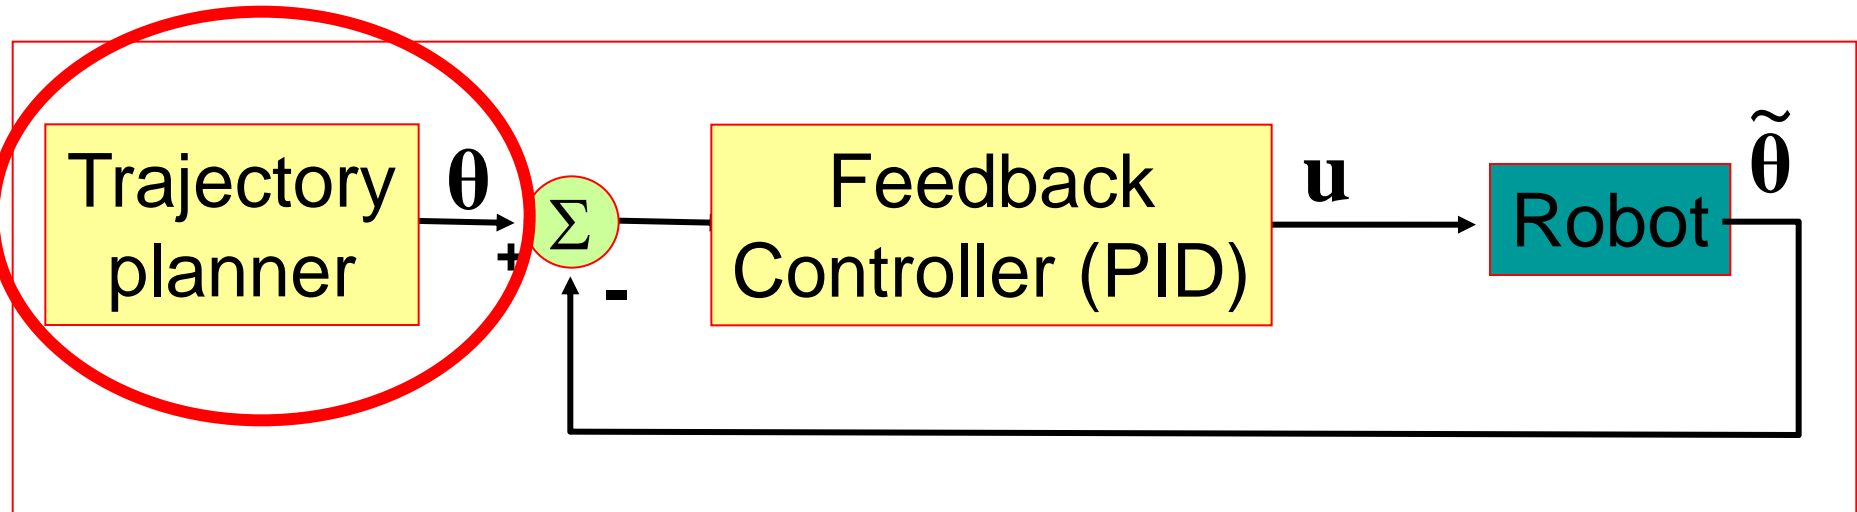 Trajectory
planner
θ
+
Σ
-
Feedback
Controller (PID)
u
Robot
θ̃